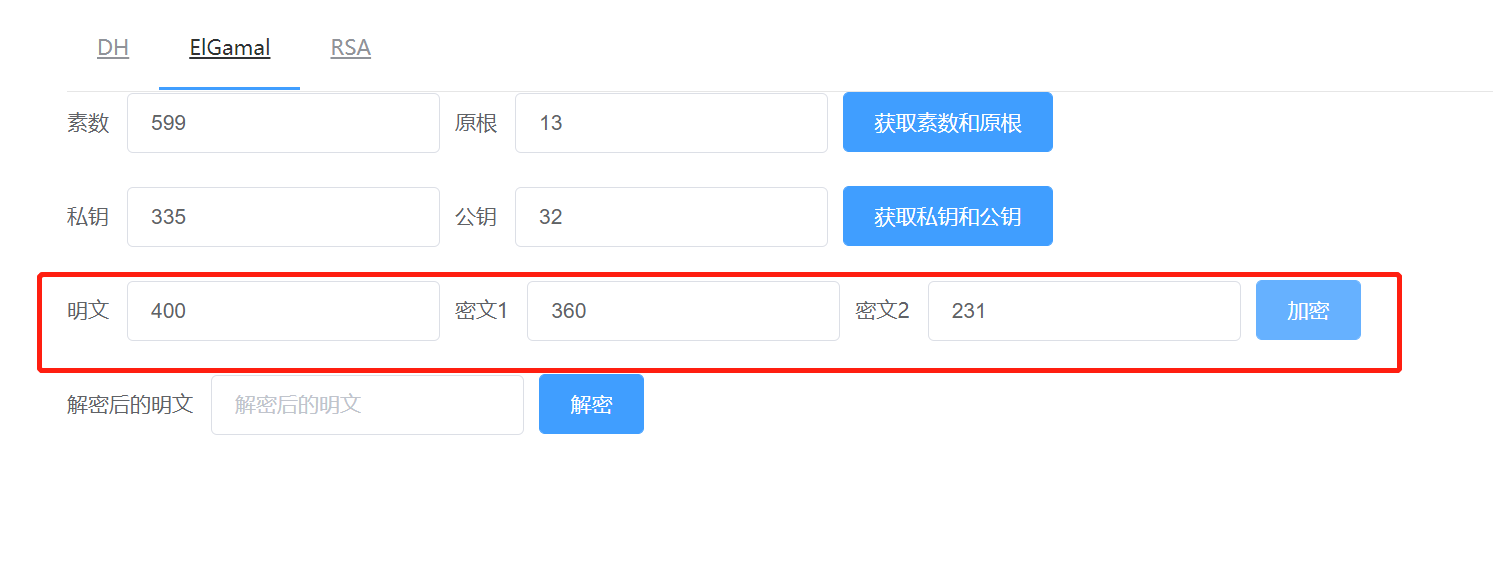 DH ElGamal RSA
素数 599 原根 13 获取素数和原根
私钥 335 公钥 32 获取私钥和公钥
明文 400 密文1 360 密文2 231 加密
解密后的明文 解密后的明文 解密